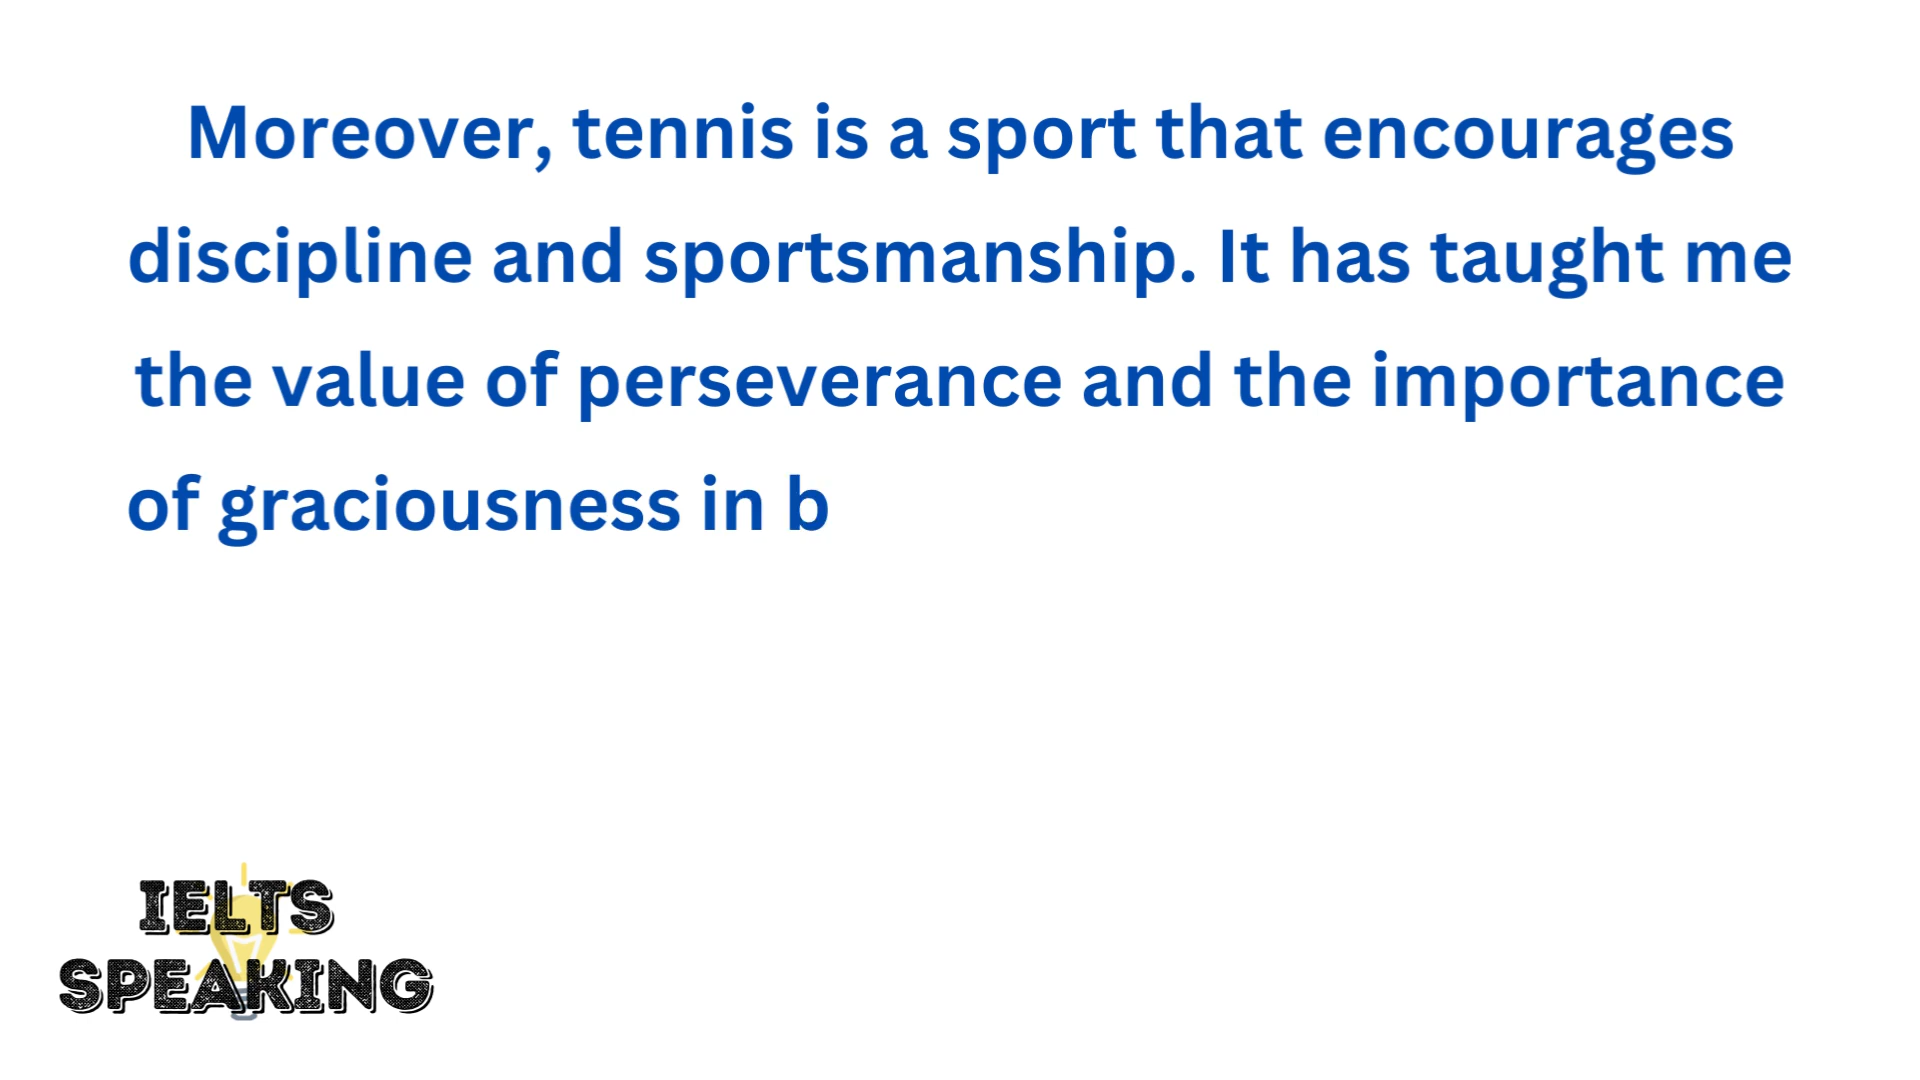 Moreover, tennis is a sport that encourages
discipline and sportsmanship. It has taught me
the value of perseverance and the importance
of graciousness in b
IELTS
SPEAKING